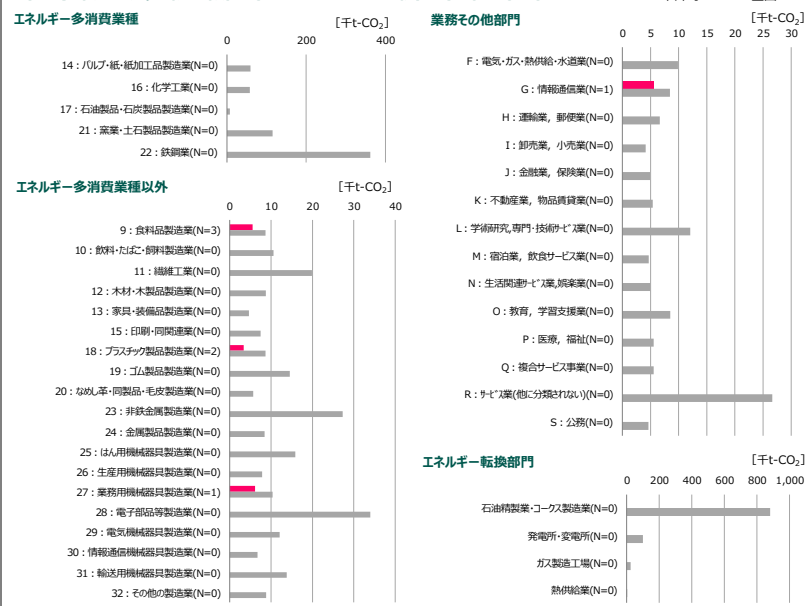 エネルギー多消費業種
[千t-CO2]
0 200 400
14：パルプ・紙・紙加工品製造業(N=0)
16：化学工業(N=0)
17：石油製品・石炭製品製造業(N=0)
21：窯業・土石製品製造業(N=0)
22：鉄鋼業(N=0)
エネルギー多消費業種以外
[千t-CO2]
0 10 20 30 40
9：食料品製造業(N=3)
10：飲料・たばこ・飼料製造業(N=0)
11：繊維工業(N=0)
12：木材・木製品製造業(N=0)
13：家具・装備品製造業(N=0)
15：印刷・同関連業(N=0)
18：プラスチック製品製造業(N=2)
19：ゴム製品製造業(N=0)
20：なめし革・同製品・毛皮製造業(N=0)
23：非鉄金属製造業(N=0)
24：金属製品製造業(N=0)
25：はん用機械器具製造業(N=0)
26：生産用機械器具製造業(N=0)
27：業務用機械器具製造業(N=1)
28：電子部品等製造業(N=0)
29：電気機械器具製造業(N=0)
30：情報通信機械器具製造業(N=0)
31：輸送用機械器具製造業(N=0)
32：その他の製造業(N=0)
業務その他部門
[千t-CO2]
0 5 10 15 20 25 30
F：電気・ガス・熱供給・水道業(N=0)
G：情報通信業(N=1)
H：運輸業，郵便業(N=0)
I：卸売業，小売業(N=0)
J：金融業，保険業(N=0)
K：不動産業，物品賃貸業(N=0)
L：学術研究,専門・技術サービス業(N=0)
M：宿泊業，飲食サービス業(N=0)
N：生活関連サービス業,娯楽業(N=0)
O：教育，学習支援業(N=0)
P：医療，福祉(N=0)
Q：複合サービス事業(N=0)
R：サービス業(他に分類されない)(N=0)
S：公務(N=0)
エネルギー転換部門
[千t-CO2]
0 200 400 600 800 1,000
石油精製業・コークス製造業(N=0)
発電所・変電所(N=0)
ガス製造工場(N=0)
熱供給業(N=0)